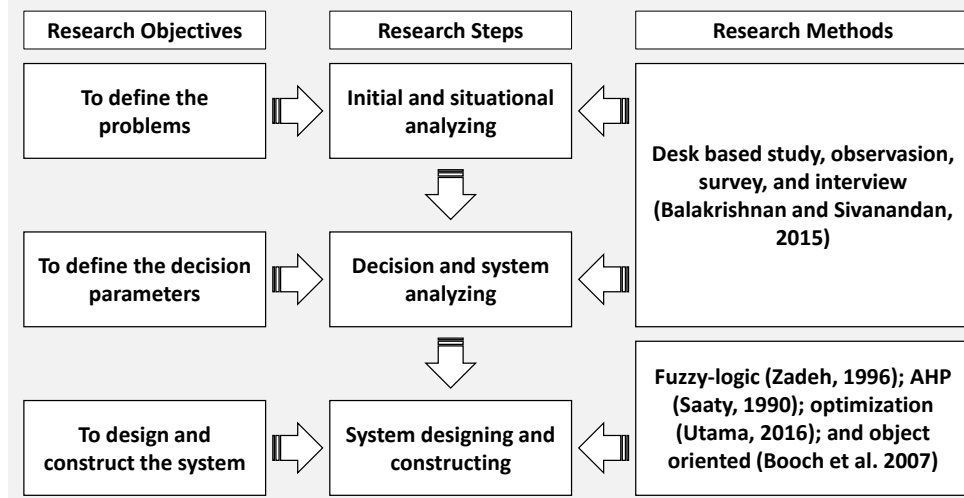 Research Objectives
Research Steps
Research Methods
To define the
problems
Initial and situational
analyzing
Desk based study, observasion,
survey, and interview
(Balakrishnan and Sivanandan,
2015)
To define the decision
parameters
Decision and system
analyzing
To design and
construct the system
System designing and
constructing
Fuzzy-logic (Zadeh, 1996); AHP
(Saaty, 1990); optimization
(Utama, 2016); and object
oriented (Booch et al. 2007)